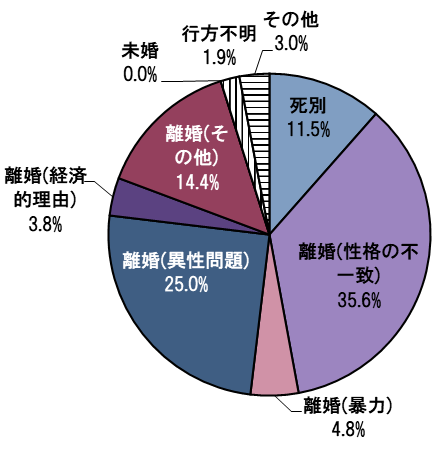 その他
3.0%
行方不明
1.9%
未婚
0.0%
死別
11.5%
離婚(性格の不
一致)
35.6%
離婚(暴力)
4.8%
離婚(異性問題)
25.0%
離婚(経済
的理由)
3.8%
離婚(そ
の他)
14.4%